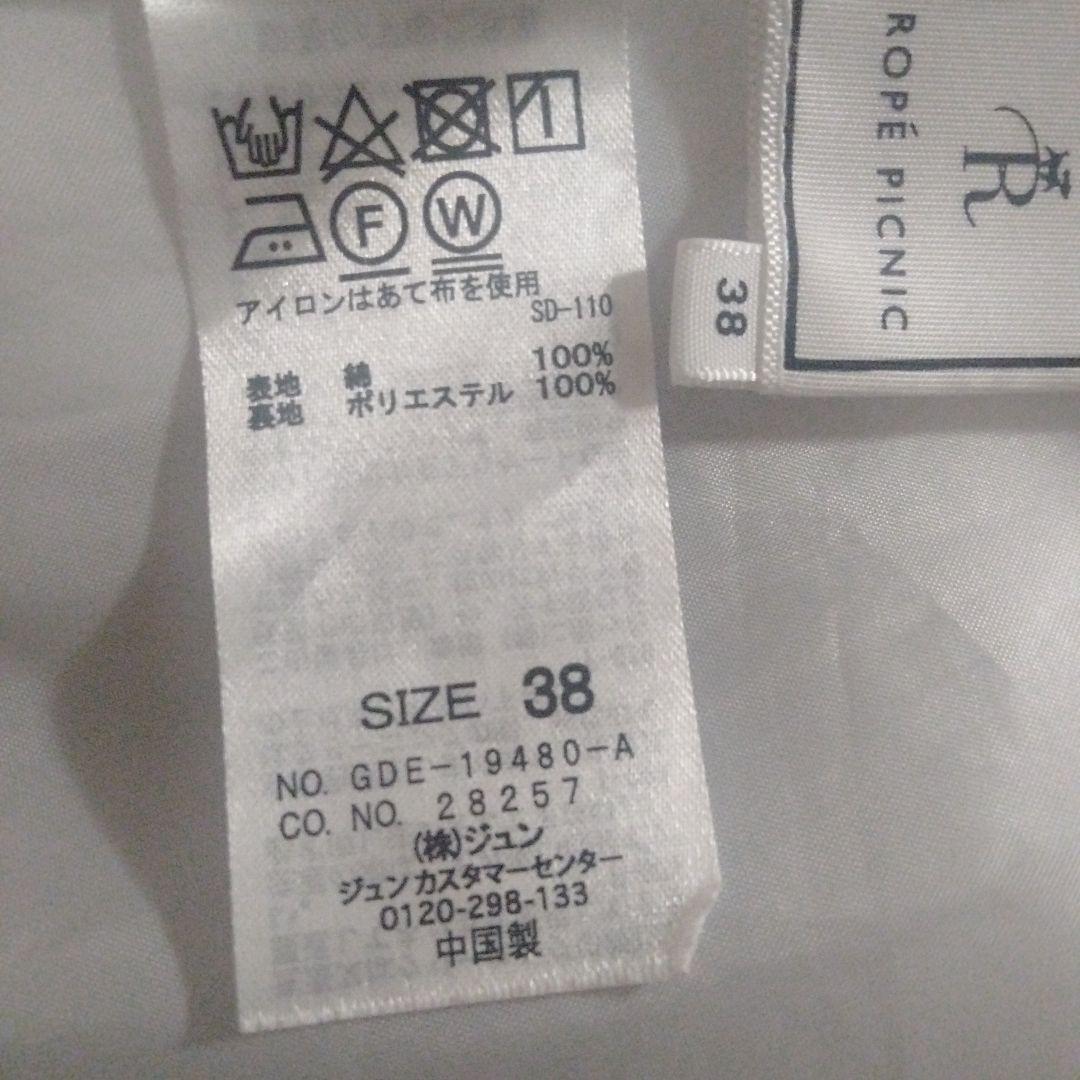 F
W
アイロンはあて布を使用
SD-110
表地 綿 100%
裏地 ポリエステル 100%
SIZE 38
NO. GDE-19480-A
CO. NO. 28257
(株)ジュン
ジュンカスタマーセンター
0120-298-133
中国製
38
R
ROPÉ PICNIC